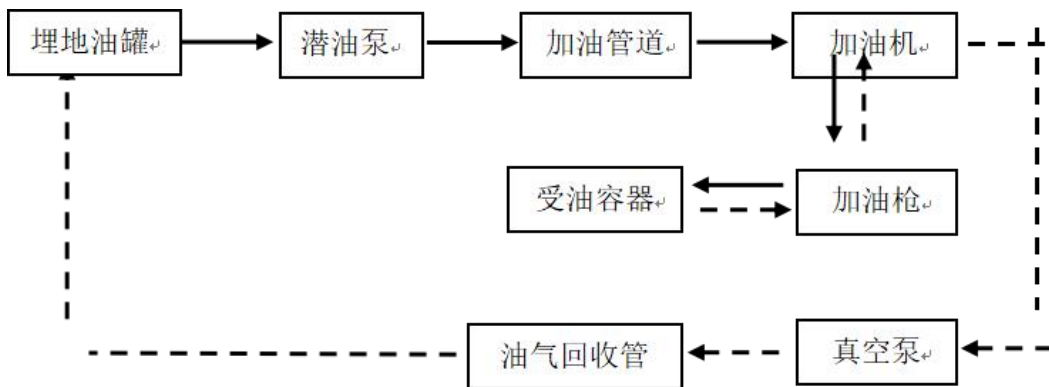 埋地油罐
潜油泵
加油管道
加油机
受油容器
加油枪
油气回收管
真空泵